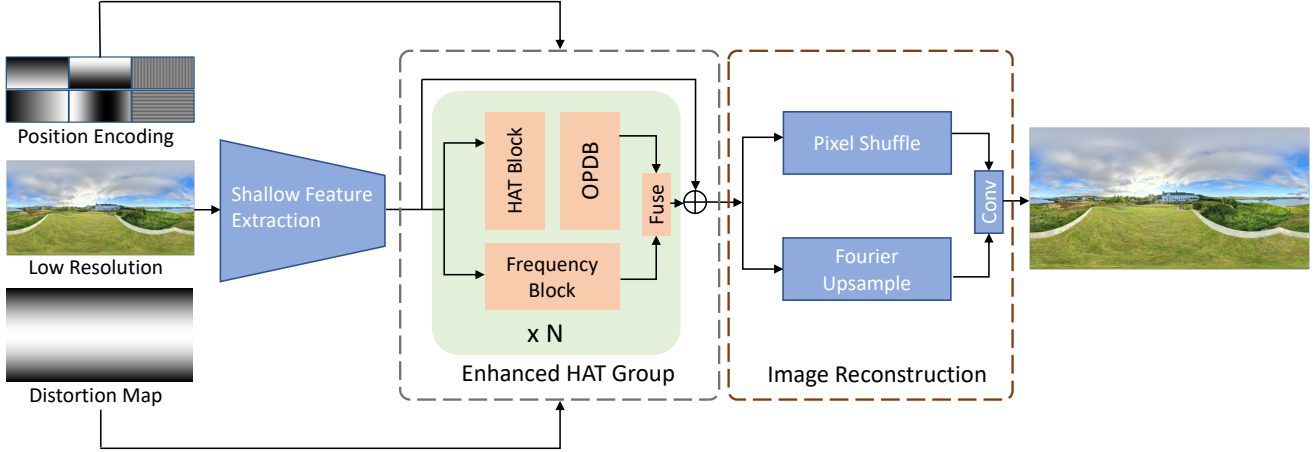 Position Encoding
Low Resolution
Distortion Map
Shallow Feature
Extraction
HAT Block
OPDB
Frequency
Block
Fuse
x N
Enhanced HAT Group
Pixel Shuffle
Fourier
Upsample
Conv
Image Reconstruction